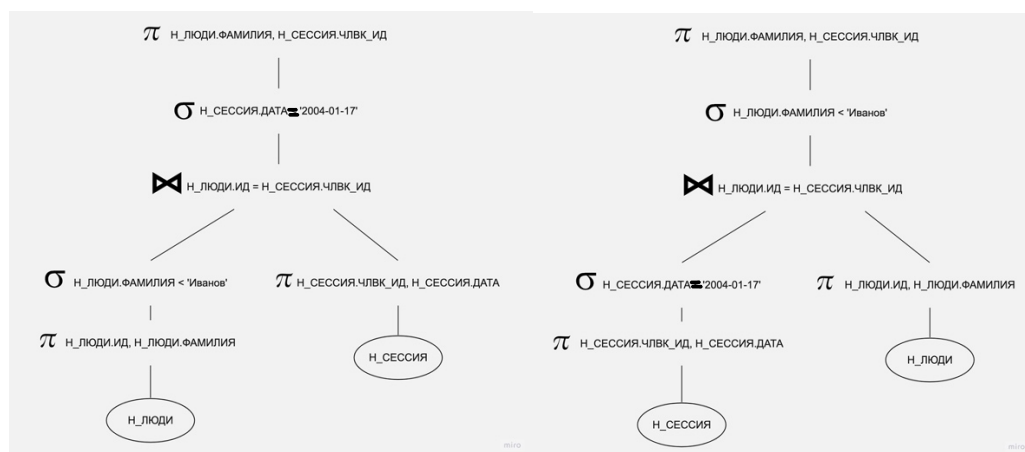 π Н_ЛЮДИ.ФАМИЛИЯ, Н_СЕССИЯ.ЧЛВК_ИД
σ Н_СЕССИЯ.ДАТА='2004-01-17'
⋈ Н_ЛЮДИ.ИД = Н_СЕССИЯ.ЧЛВК_ИД
σ Н_ЛЮДИ.ФАМИЛИЯ < 'Иванов'
π Н_СЕССИЯ.ЧЛВК_ИД, Н_СЕССИЯ.ДАТА
π Н_ЛЮДИ.ИД, Н_ЛЮДИ.ФАМИЛИЯ
Н_СЕССИЯ
Н_ЛЮДИ
miro
π Н_ЛЮДИ.ФАМИЛИЯ, Н_СЕССИЯ.ЧЛВК_ИД
σ Н_ЛЮДИ.ФАМИЛИЯ < 'Иванов'
⋈ Н_ЛЮДИ.ИД = Н_СЕССИЯ.ЧЛВК_ИД
σ Н_СЕССИЯ.ДАТА='2004-01-17'
π Н_ЛЮДИ.ИД, Н_ЛЮДИ.ФАМИЛИЯ
π Н_СЕССИЯ.ЧЛВК_ИД, Н_СЕССИЯ.ДАТА
Н_ЛЮДИ
Н_СЕССИЯ
miro